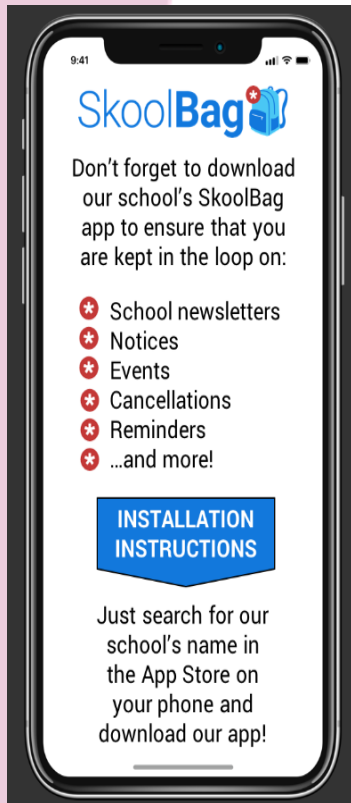 9:41
SkoolBag
Don't forget to download
our school's SkoolBag
app to ensure that you
are kept in the loop on:
School newsletters
Notices
Events
Cancellations
Reminders
...and more!
INSTALLATION
INSTRUCTIONS
Just search for our
school's name in
the App Store on
your phone and
download our app!